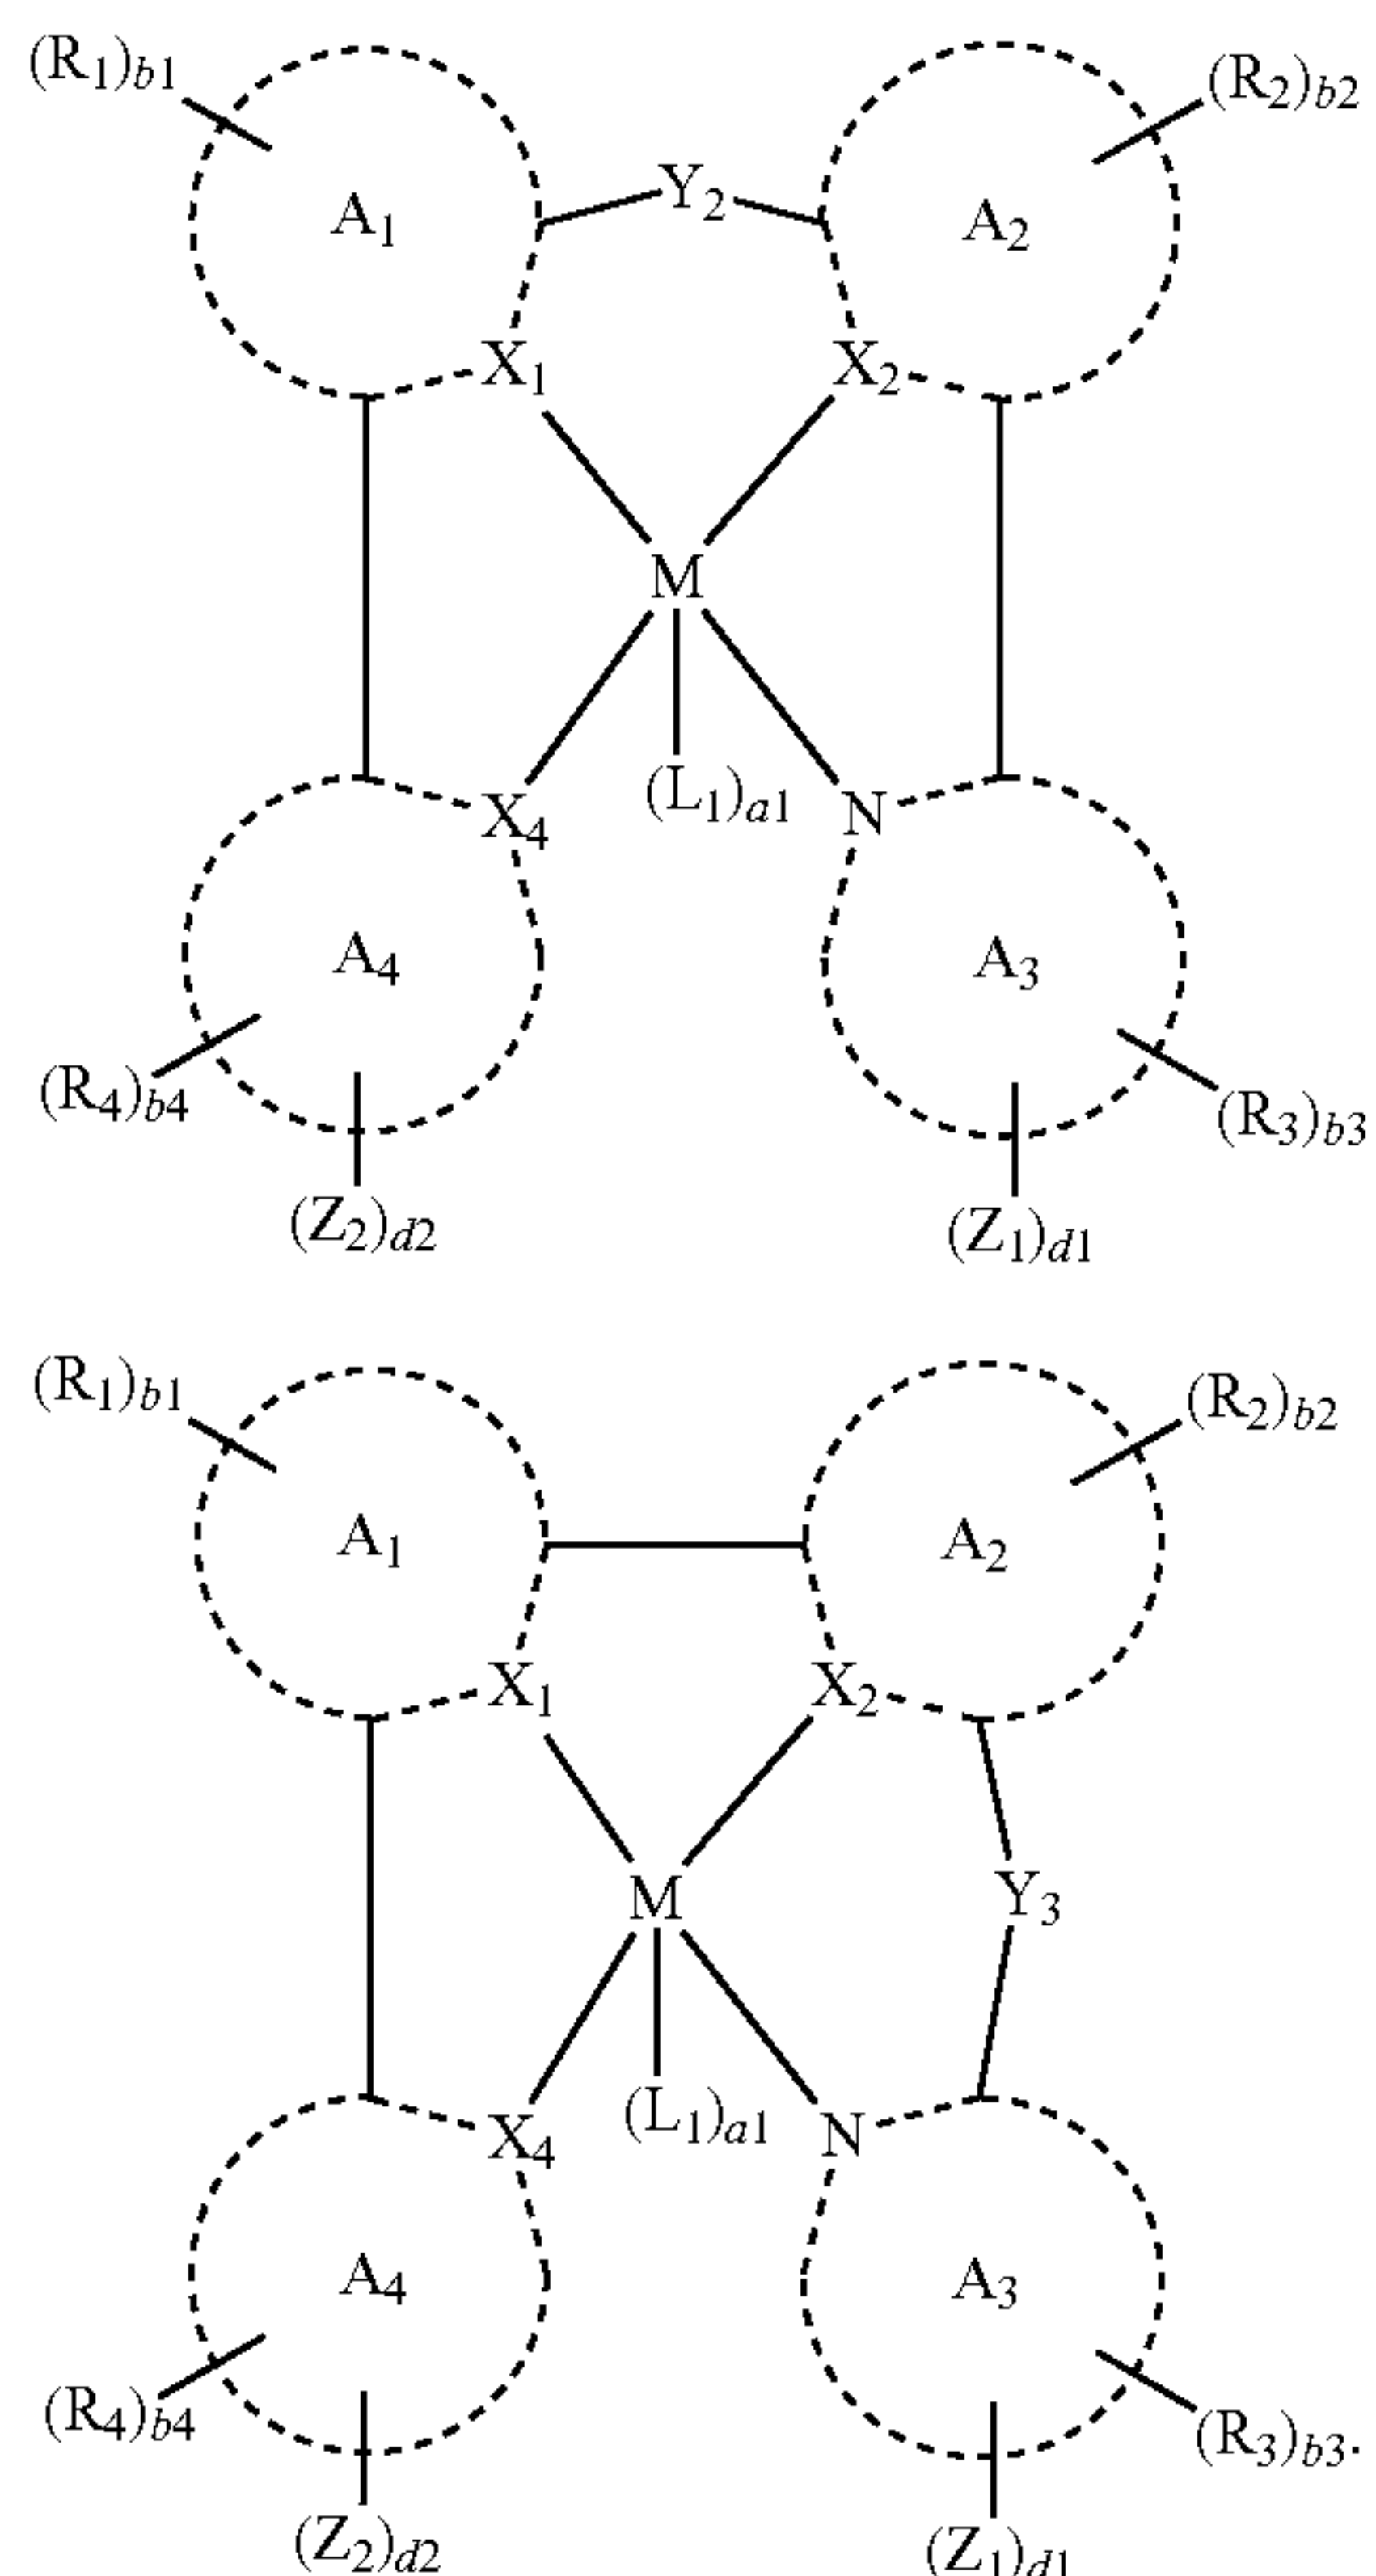 (R₁)b1 (R₂)b2
Y₂
A₁ A₂
X₁ X₂
M
(L₁)a1
X₄ N
A₄ A₃
(R₄)b4 (R₃)b3
(Z₂)d2 (Z₁)d1
(R₁)b1 (R₂)b2
A₁ A₂
X₁ X₂
M Y₃
(L₁)a1
X₄ N
A₄ A₃
(R₄)b4 (R₃)b3.
(Z₂)d2 (Z₁)d1